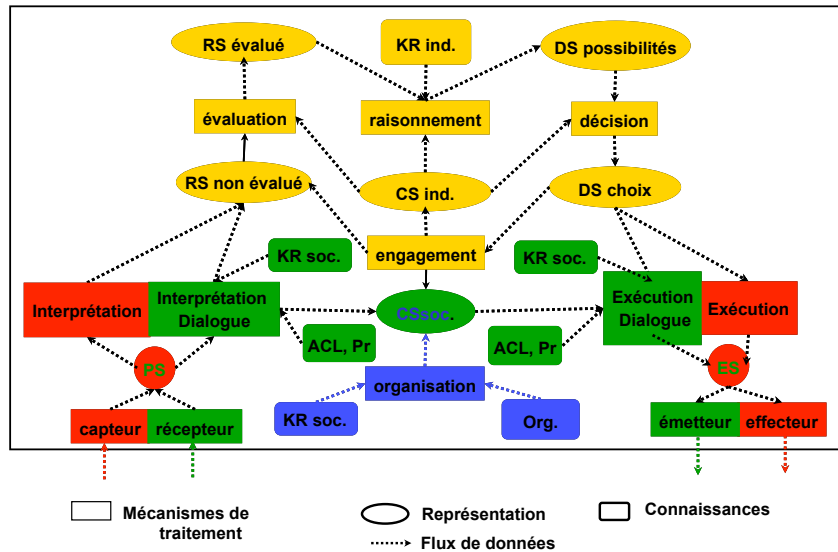 RS évalué
KR ind.
DS possibilités
évaluation
raisonnement
décision
RS non évalué
CS ind.
DS choix
KR soc.
engagement
KR soc.
Interprétation
Interprétation
Dialogue
CSsoc.
Exécution
Dialogue
Exécution
ACL, Pr
ACL, Pr
PS
ES
organisation
KR soc.
Org.
capteur
récepteur
émetteur
effecteur
Mécanismes de
traitement
Représentation
Connaissances
Flux de données